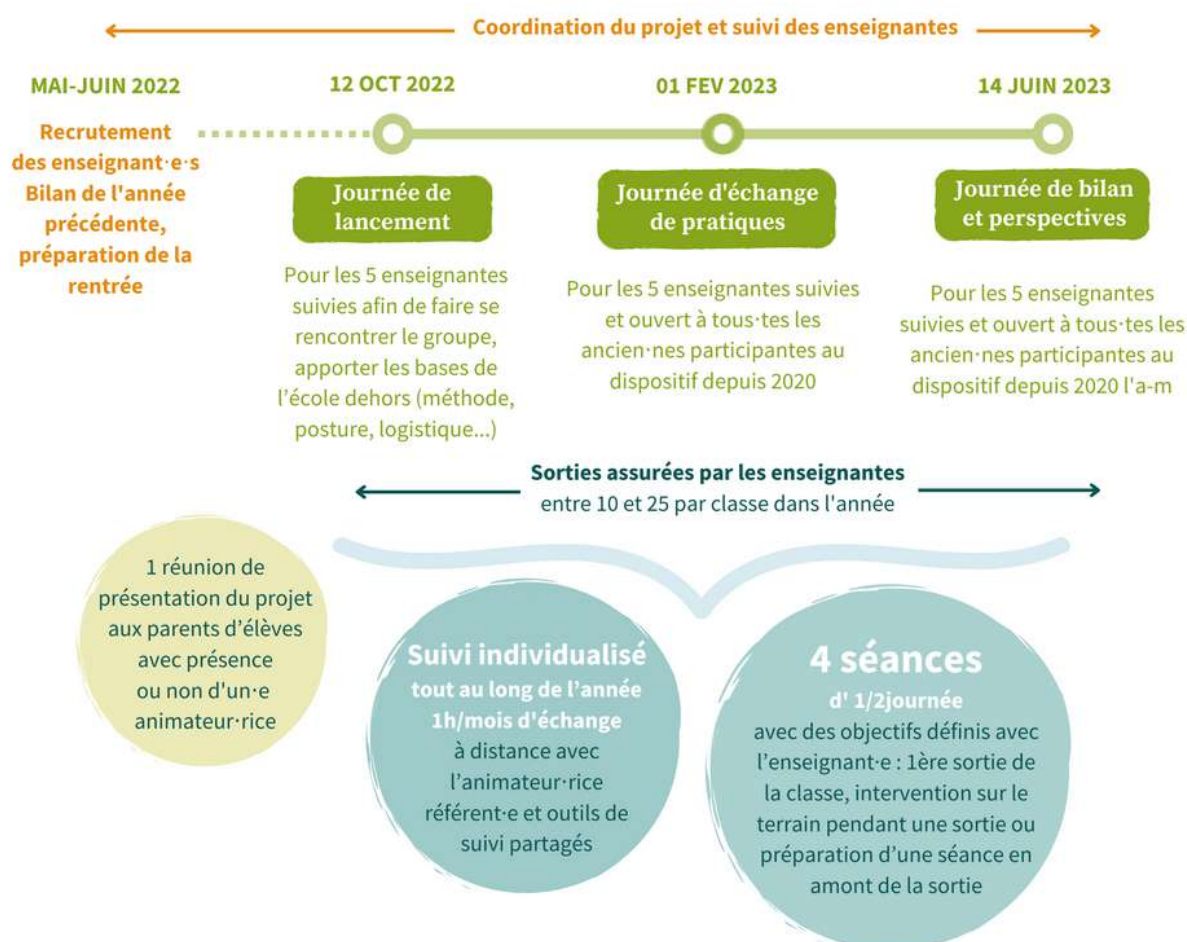 Coordination du projet et suivi des enseignantes
MAI-JUIN 2022
Recrutement
des enseignant·e·s
Bilan de l'année
précédente,
préparation de la
rentrée
12 OCT 2022
Journée de
lancement
Pour les 5 enseignantes
suivies afin de faire se
rencontrer le groupe,
apporter les bases de
l’école dehors (méthode,
posture, logistique...)
01 FEV 2023
Journée d'échange
de pratiques
Pour les 5 enseignantes suivies
et ouvert à tous·tes les
ancien·nes participantes au
dispositif depuis 2020
14 JUIN 2023
Journée de bilan
et perspectives
Pour les 5 enseignantes
suivies et ouvert à tous·tes les
ancien·nes participantes au
dispositif depuis 2020 l'a-m
Sorties assurées par les enseignantes
entre 10 et 25 par classe dans l'année
1 réunion de
présentation du projet
aux parents d’élèves
avec présence
ou non d'un·e
animateur·rice
Suivi individualisé
tout au long de l’année
1h/mois d'échange
à distance avec
l’animateur·rice
référent·e et outils de
suivi partagés
4 séances
d' 1/2journée
avec des objectifs définis avec
l’enseignant·e : 1ère sortie de
la classe, intervention sur le
terrain pendant une sortie ou
préparation d’une séance en
amont de la sortie